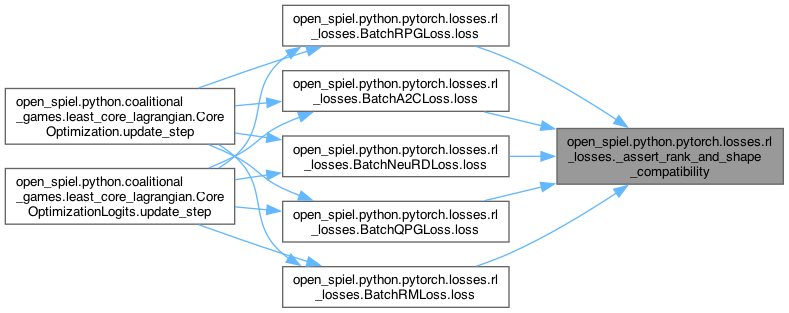 open_spiel.python.pytorch.losses.rl
_losses.BatchRPGLoss.loss
open_spiel.python.coalitional
_games.least_core_lagrangian.Core
Optimization.update_step
open_spiel.python.pytorch.losses.rl
_losses.BatchA2CLoss.loss
open_spiel.python.pytorch.losses.rl
_losses._assert_rank_and_shape
_compatibility
open_spiel.python.pytorch.losses.rl
_losses.BatchNeuRDLoss.loss
open_spiel.python.coalitional
_games.least_core_lagrangian.Core
OptimizationLogits.update_step
open_spiel.python.pytorch.losses.rl
_losses.BatchQPGLoss.loss
open_spiel.python.pytorch.losses.rl
_losses.BatchRMLoss.loss